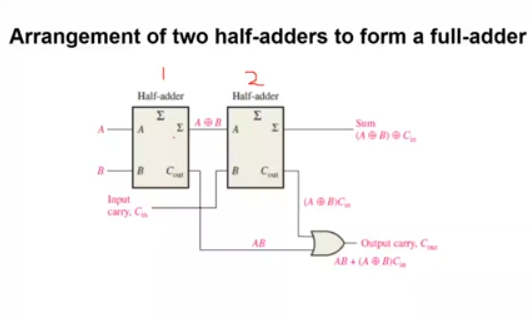 Arrangement of two half-adders to form a full-adder
1 2
Half-adder Half-adder
Σ Σ
A A Σ A ⊕ B A Σ Sum
(A ⊕ B) ⊕ Cin
B B Cout B Cout
Input
carry, Cin
(A ⊕ B)Cin
AB
Output carry, Cout
AB + (A ⊕ B)Cin